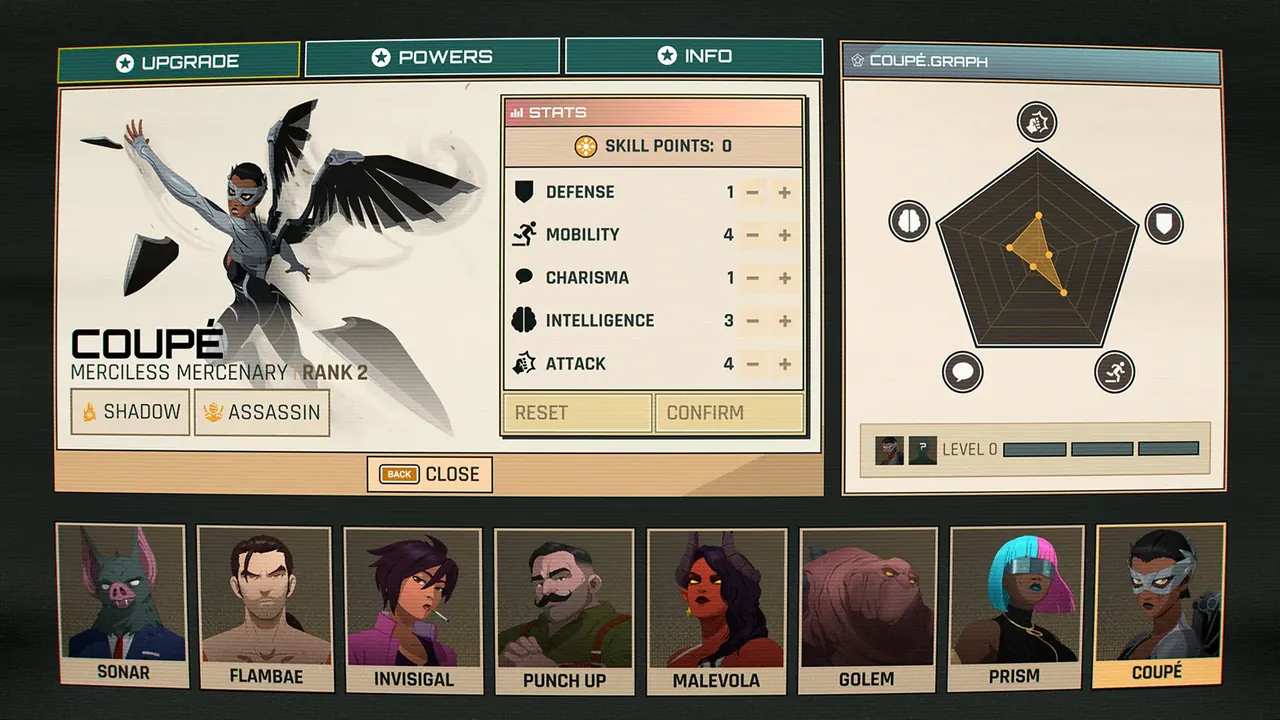 UPGRADE
POWERS
INFO
COUPÉ.GRAPH
STATS
SKILL POINTS: 0
DEFENSE 1 − +
MOBILITY 4 − +
CHARISMA 1 − +
INTELLIGENCE 3 − +
ATTACK 4 − +
RESET
CONFIRM
COUPÉ
MERCILESS MERCENARY RANK 2
SHADOW
ASSASSIN
?
LEVEL 0
BACK CLOSE
SONAR
FLAMBAE
INVISIGAL
PUNCH UP
MALEVOLA
GOLEM
PRISM
COUPÉ